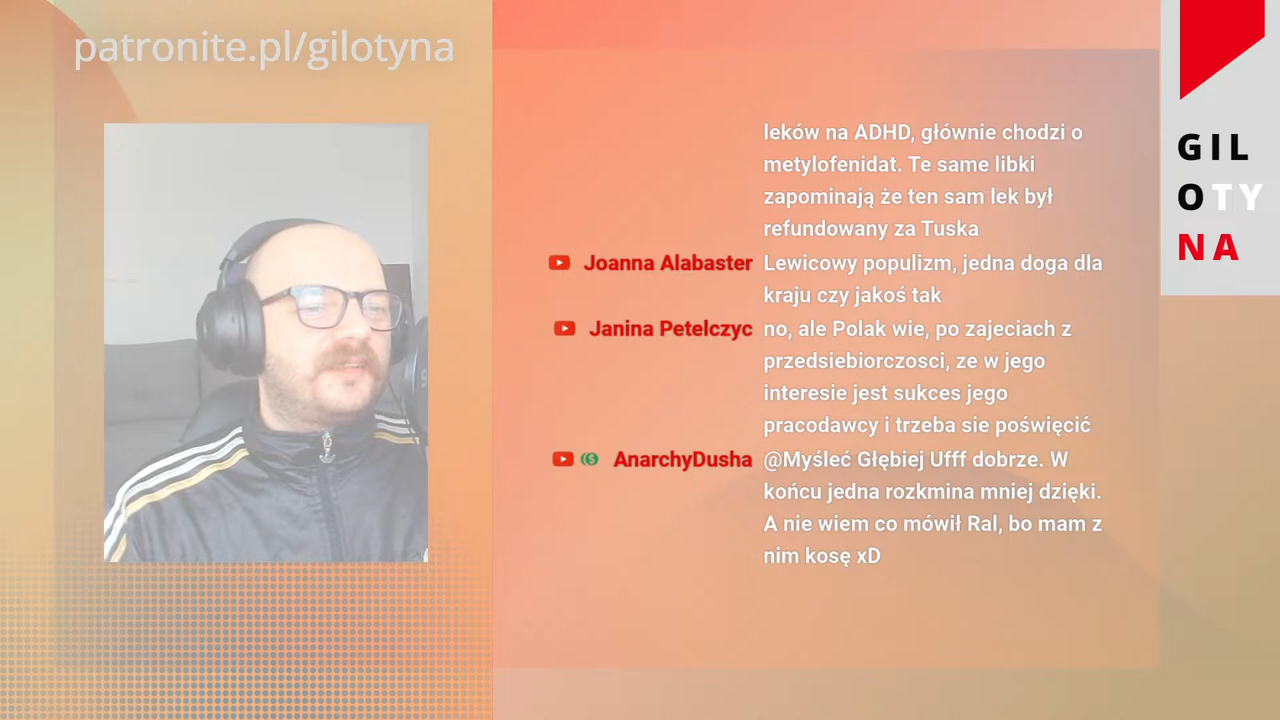 patronite.pl/gilotyna
leków na ADHD, głównie chodzi o
metylofenidat. Te same libki
zapominają że ten sam lek był
refundowany za Tuska
Joanna Alabaster Lewicowy populizm, jedna doga dla
kraju czy jakoś tak
Janina Petelczyc no, ale Polak wie, po zajeciach z
przedsiebiorczosci, ze w jego
interesie jest sukces jego
pracodawcy i trzeba sie poświęcić
AnarchyDusha @Myśleć Głębiej Ufff dobrze. W
końcu jedna rozkmina mniej dzięki.
A nie wiem co mówił Ral, bo mam z
nim kosę xD
GIL
OTY
NA